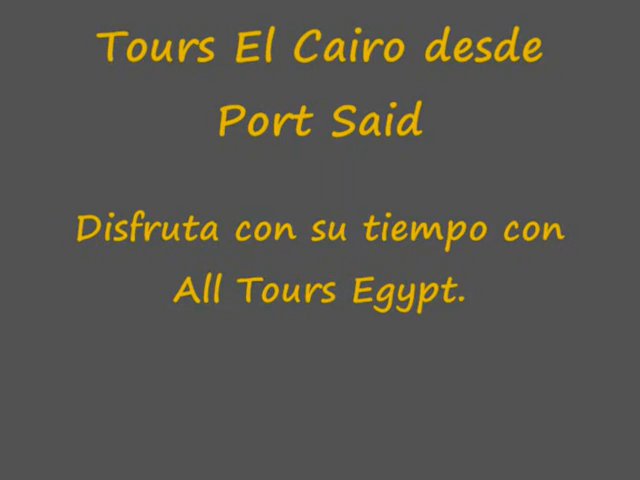 Tours El Cairo desde
Port Said
Disfruta con su tiempo con
All Tours Egypt.